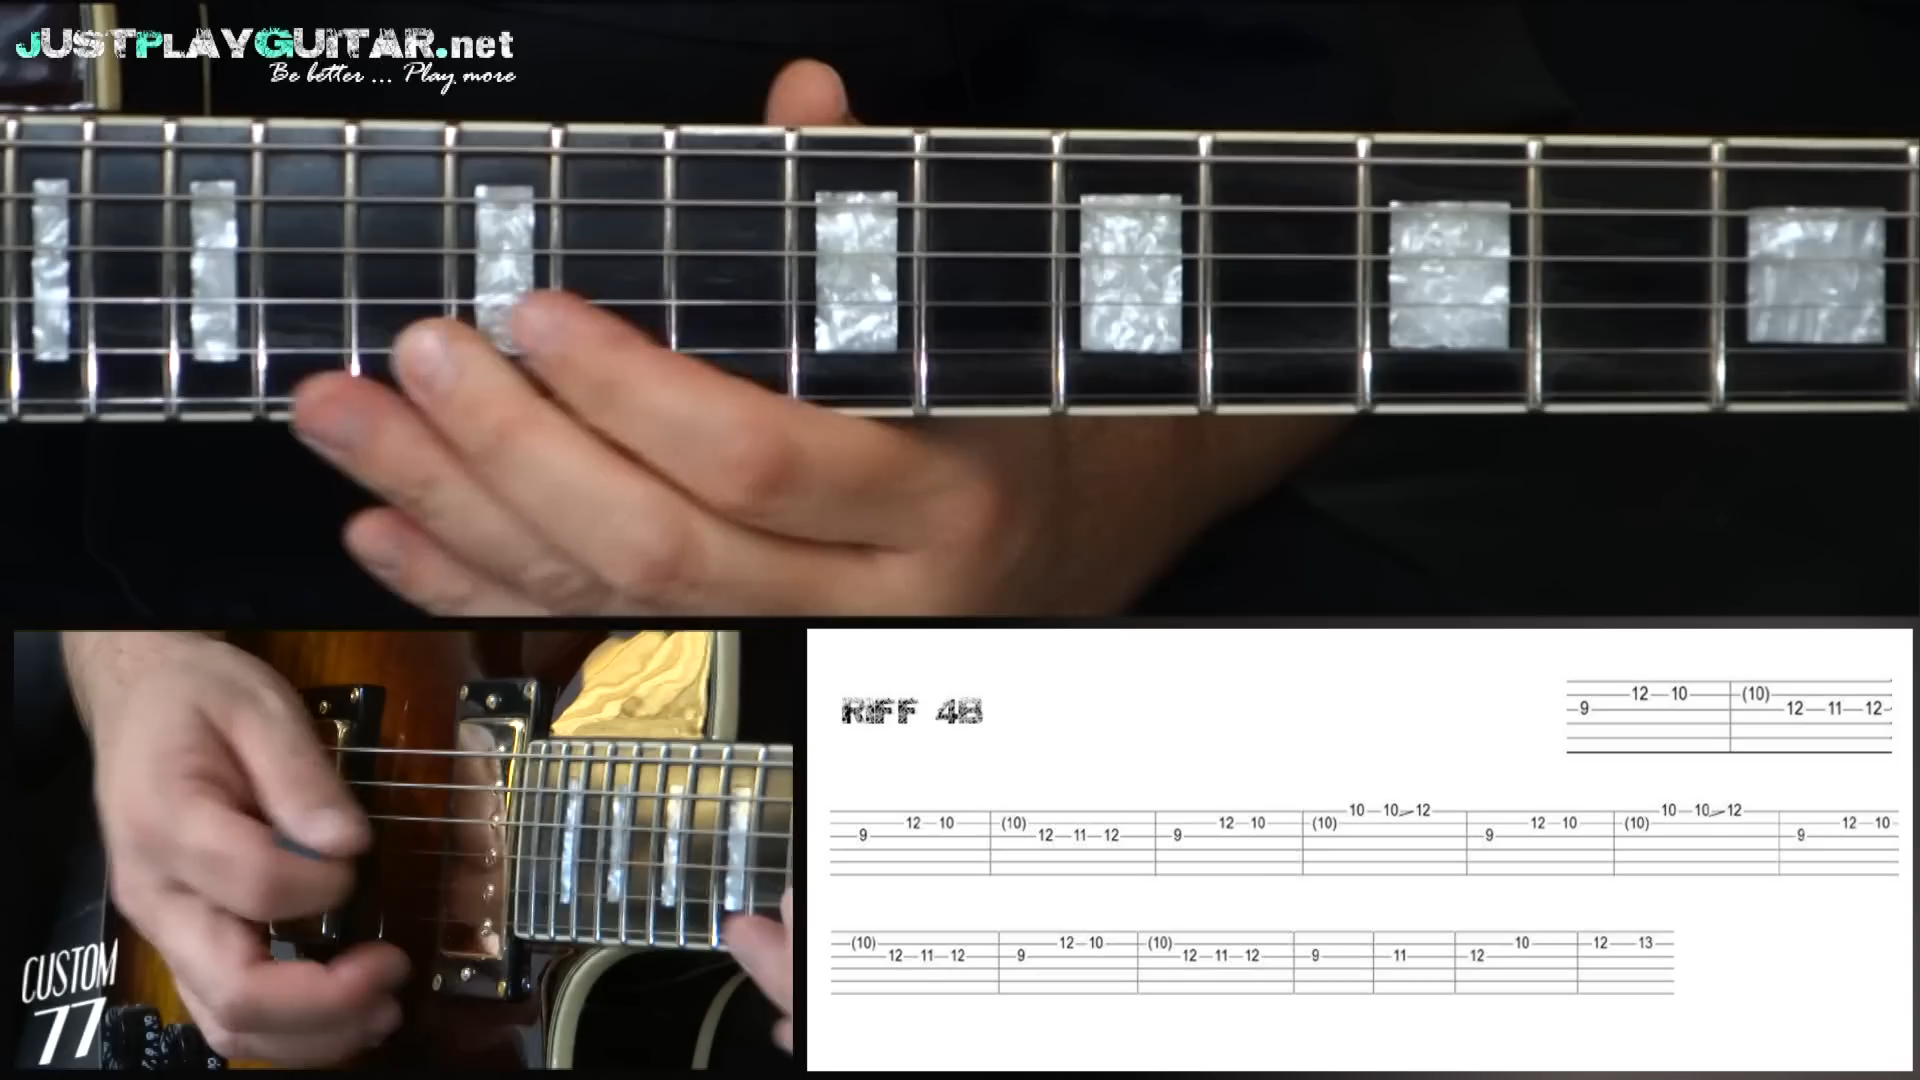 JUSTPLAYGUITAR.net
Be better ... Play more
RIFF 4B
9 12 10 (10) 12 11 12
9 12 10 (10) 12 11 12 9 12 10 (10) 10 10 12 9 12 10 (10) 10 10 12 9 12 10
(10) 12 11 12 9 12 10 (10) 12 11 12 9 11 12 10 12 13
CUSTOM
77